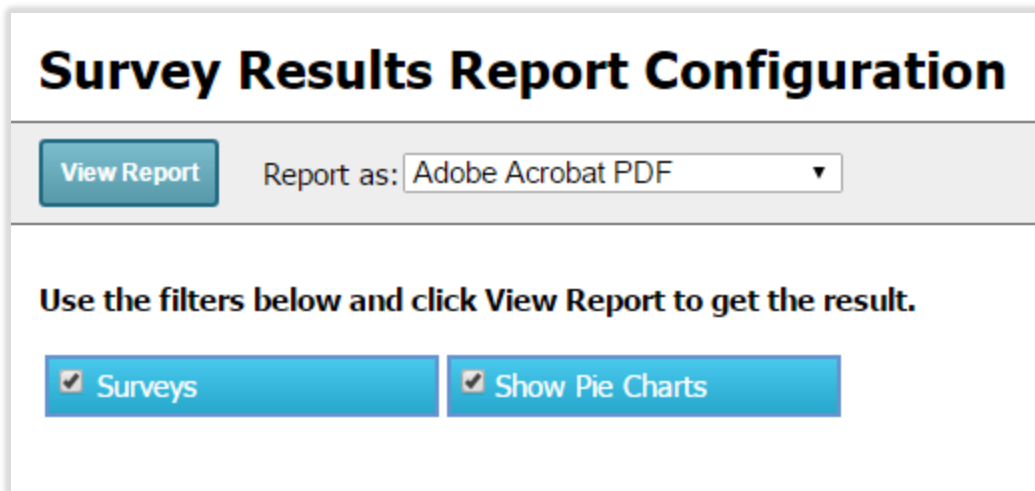 Survey Results Report Configuration
View Report Report as: Adobe Acrobat PDF
Use the filters below and click View Report to get the result.
Surveys Show Pie Charts